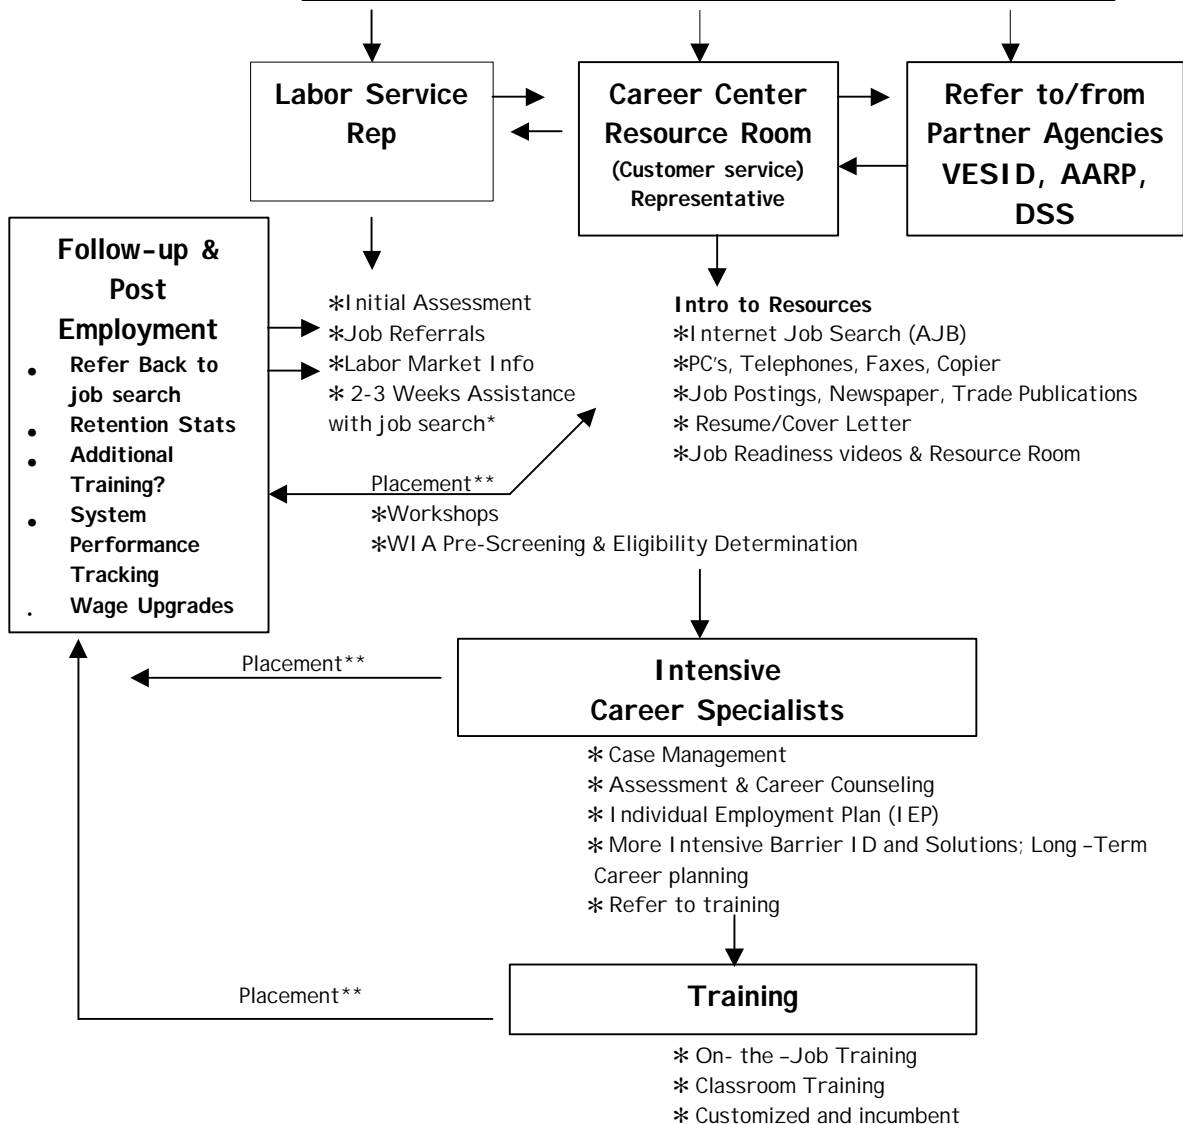 Labor Service
Rep
Career Center
Resource Room
(Customer service)
Representative
Refer to/from
Partner Agencies
VESID, AARP,
DSS
Follow-up &
Post
Employment
• Refer Back to
job search
• Retention Stats
• Additional
Training?
• System
Performance
Tracking
. Wage Upgrades
*Initial Assessment
*Job Referrals
*Labor Market Info
* 2-3 Weeks Assistance
with job search*
Intro to Resources
*Internet Job Search (AJB)
*PC's, Telephones, Faxes, Copier
*Job Postings, Newspaper, Trade Publications
* Resume/Cover Letter
*Job Readiness videos & Resource Room
Placement**
*Workshops
*WIA Pre-Screening & Eligibility Determination
Placement**
Intensive
Career Specialists
* Case Management
* Assessment & Career Counseling
* Individual Employment Plan (IEP)
* More Intensive Barrier ID and Solutions; Long –Term
Career planning
* Refer to training
Placement**
Training
* On- the –Job Training
* Classroom Training
* Customized and incumbent